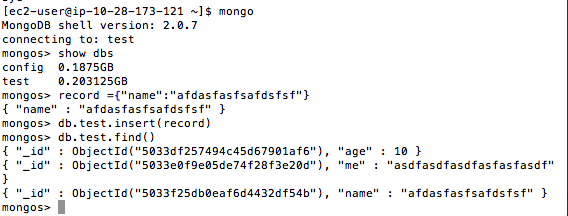 [ec2-user@ip-10-28-173-121 ~]$ mongo
MongoDB shell version: 2.0.7
connecting to: test
mongos> show dbs
config  0.1875GB
test    0.203125GB
mongos> record ={"name":"afdasfasfsafdsfsf"}
{ "name" : "afdasfasfsafdsfsf" }
mongos> db.test.insert(record)
mongos> db.test.find()
{ "_id" : ObjectId("5033df257494c45d67901af6"), "age" : 10 }
{ "_id" : ObjectId("5033e0f9e05de74f28f3e20d"), "me" : "asdfasdfasdfasfasfasdf"
}
{ "_id" : ObjectId("5033f25db0eaf6d4432df54b"), "name" : "afdasfasfsafdsfsf" }
mongos>